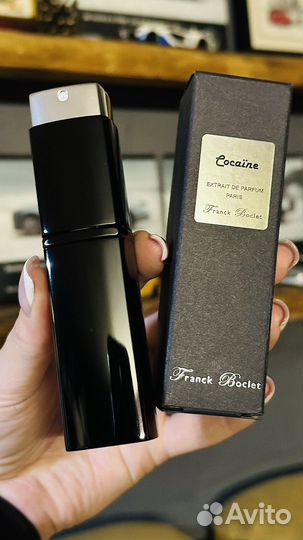 Cocaïne
EXTRAIT DE PARFUM
PARIS
Franck Boclet
Franck Boclet
Avito